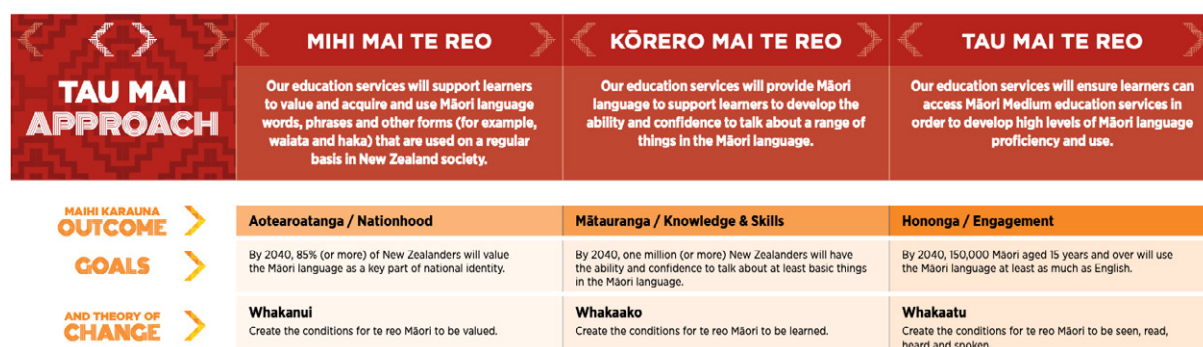 TAU MAI
APPROACH
MIHI MAI TE REO
Our education services will support learners
to value and acquire and use Māori language
words, phrases and other forms (for example,
waiata and haka) that are used on a regular
basis in New Zealand society.
KŌRERO MAI TE REO
Our education services will provide Māori
language to support learners to develop the
ability and confidence to talk about a range of
things in the Māori language.
TAU MAI TE REO
Our education services will ensure learners can
access Māori Medium education services in
order to develop high levels of Māori language
proficiency and use.
MAIHI KARAUNA
OUTCOME
Aotearoatanga / Nationhood
Mātauranga / Knowledge & Skills
Hononga / Engagement
GOALS
By 2040, 85% (or more) of New Zealanders will value
the Māori language as a key part of national identity.
By 2040, one million (or more) New Zealanders will have
the ability and confidence to talk about at least basic things
in the Māori language.
By 2040, 150,000 Māori aged 15 years and over will use
the Māori language at least as much as English.
AND THEORY OF
CHANGE
Whakanui
Create the conditions for te reo Māori to be valued.
Whakaako
Create the conditions for te reo Māori to be learned.
Whakaatu
Create the conditions for te reo Māori to be seen, read,
heard and spoken.